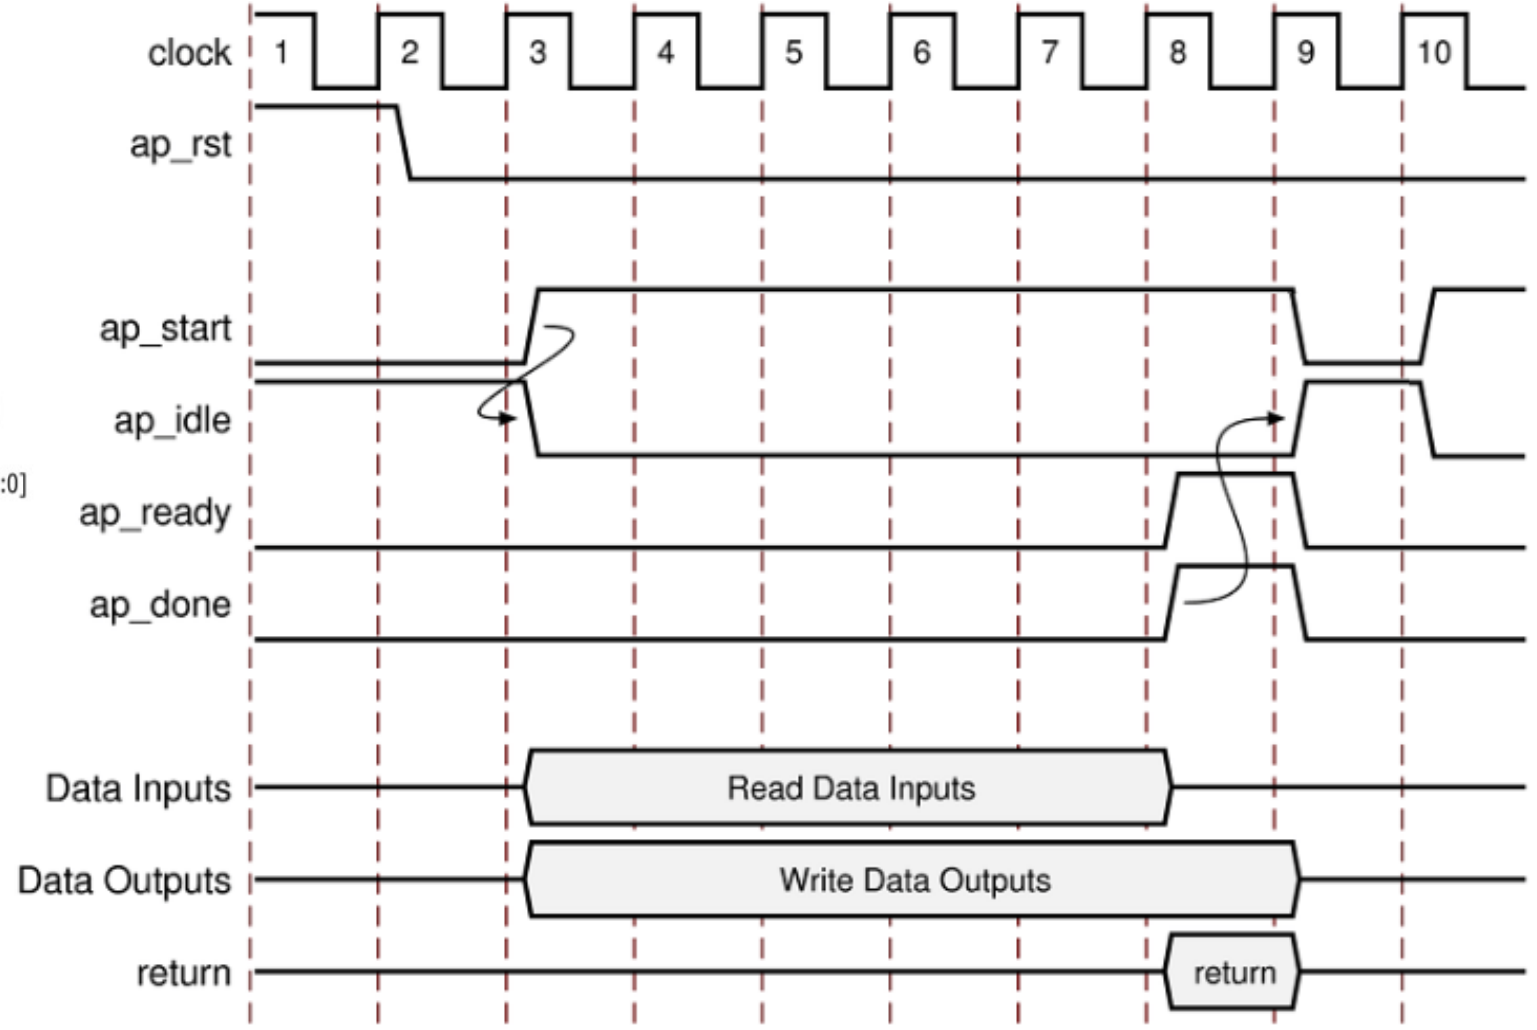 clock 1 2 3 4 5 6 7 8 9 10
ap_rst
ap_start
ap_idle
:0]
ap_ready
ap_done
Data Inputs Read Data Inputs
Data Outputs Write Data Outputs
return return